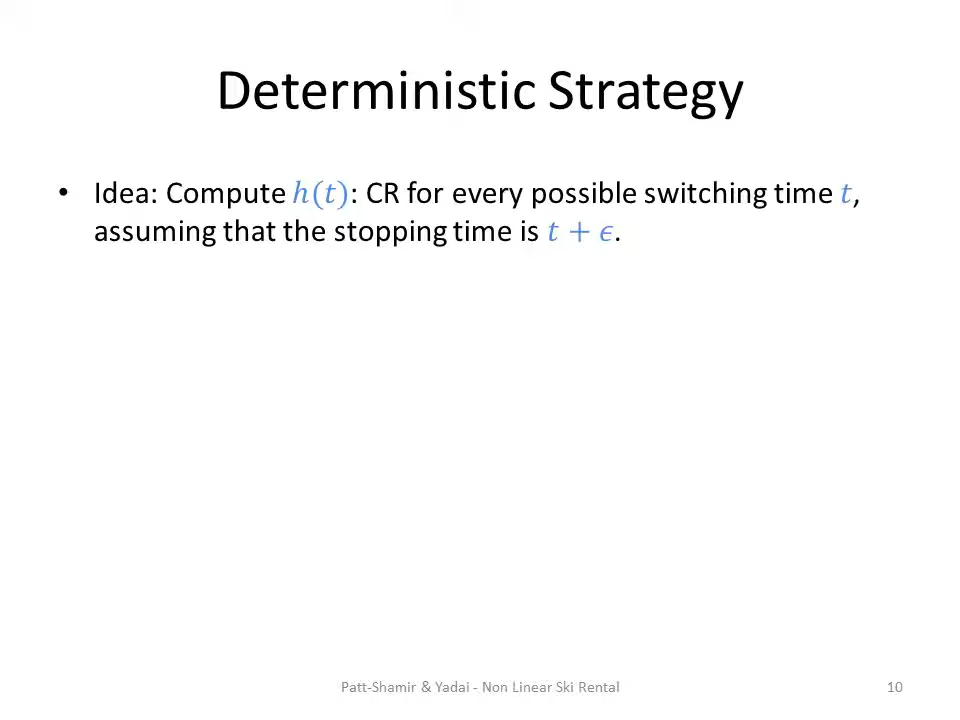 Deterministic Strategy
• Idea: Compute ℎ(𝑡): CR for every possible switching time 𝑡,
assuming that the stopping time is 𝑡 + 𝜖.
Patt-Shamir & Yadai - Non Linear Ski Rental
10